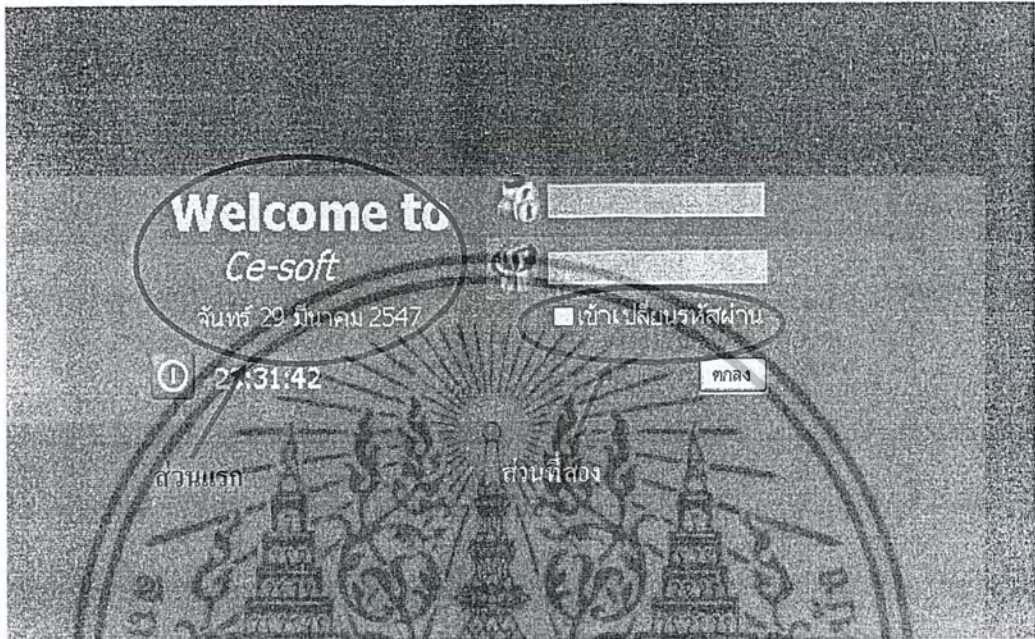 Welcome to
Ce-soft
จันทร์ 29 มีนาคม 2547
เข้าเปลี่ยนรหัสผ่าน
:31:42
ตกลง
ส่วนแรก
ส่วนที่สอง